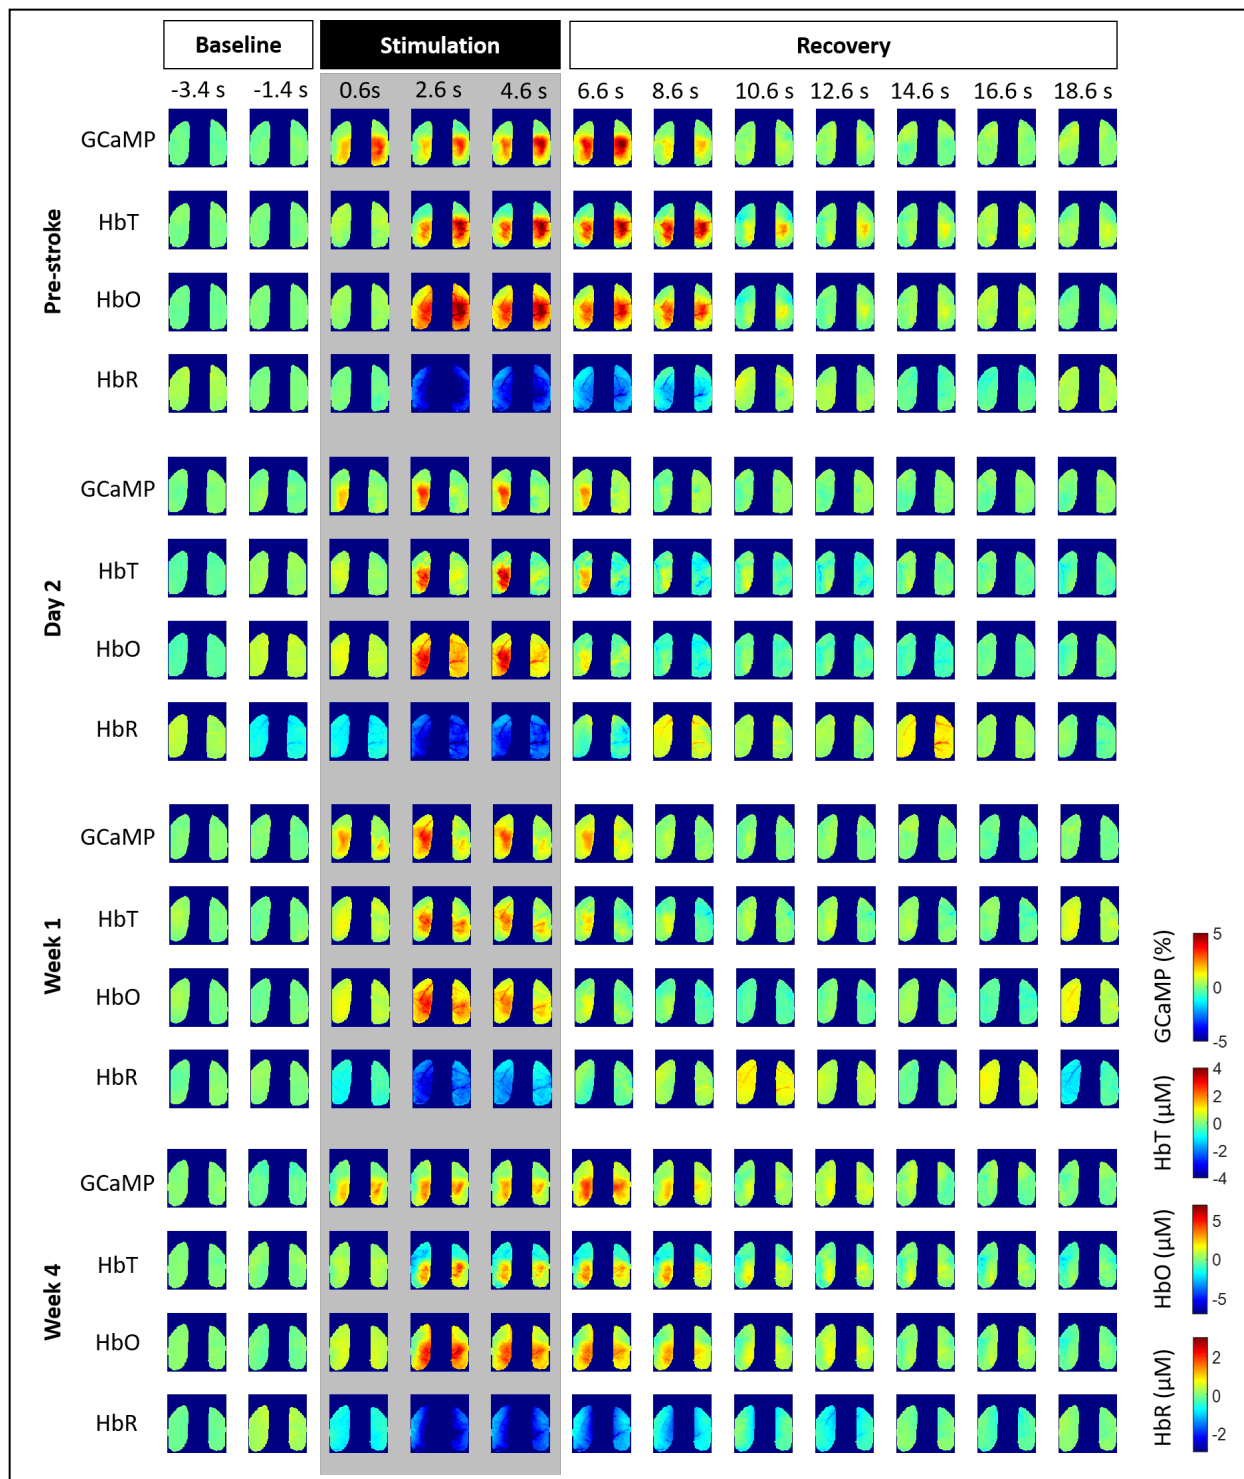 Baseline Stimulation Recovery
-3.4 s -1.4 s 0.6s 2.6 s 4.6 s 6.6 s 8.6 s 10.6 s 12.6 s 14.6 s 16.6 s 18.6 s
Pre-stroke
GCaMP
HbT
HbO
HbR
Day 2
GCaMP
HbT
HbO
HbR
Week 1
GCaMP
HbT
HbO
HbR
Week 4
GCaMP
HbT
HbO
HbR
GCaMP (%)
5
0
-5
HbT (µM)
4
2
0
-2
-4
HbO (µM)
5
0
-5
HbR (µM)
2
0
-2